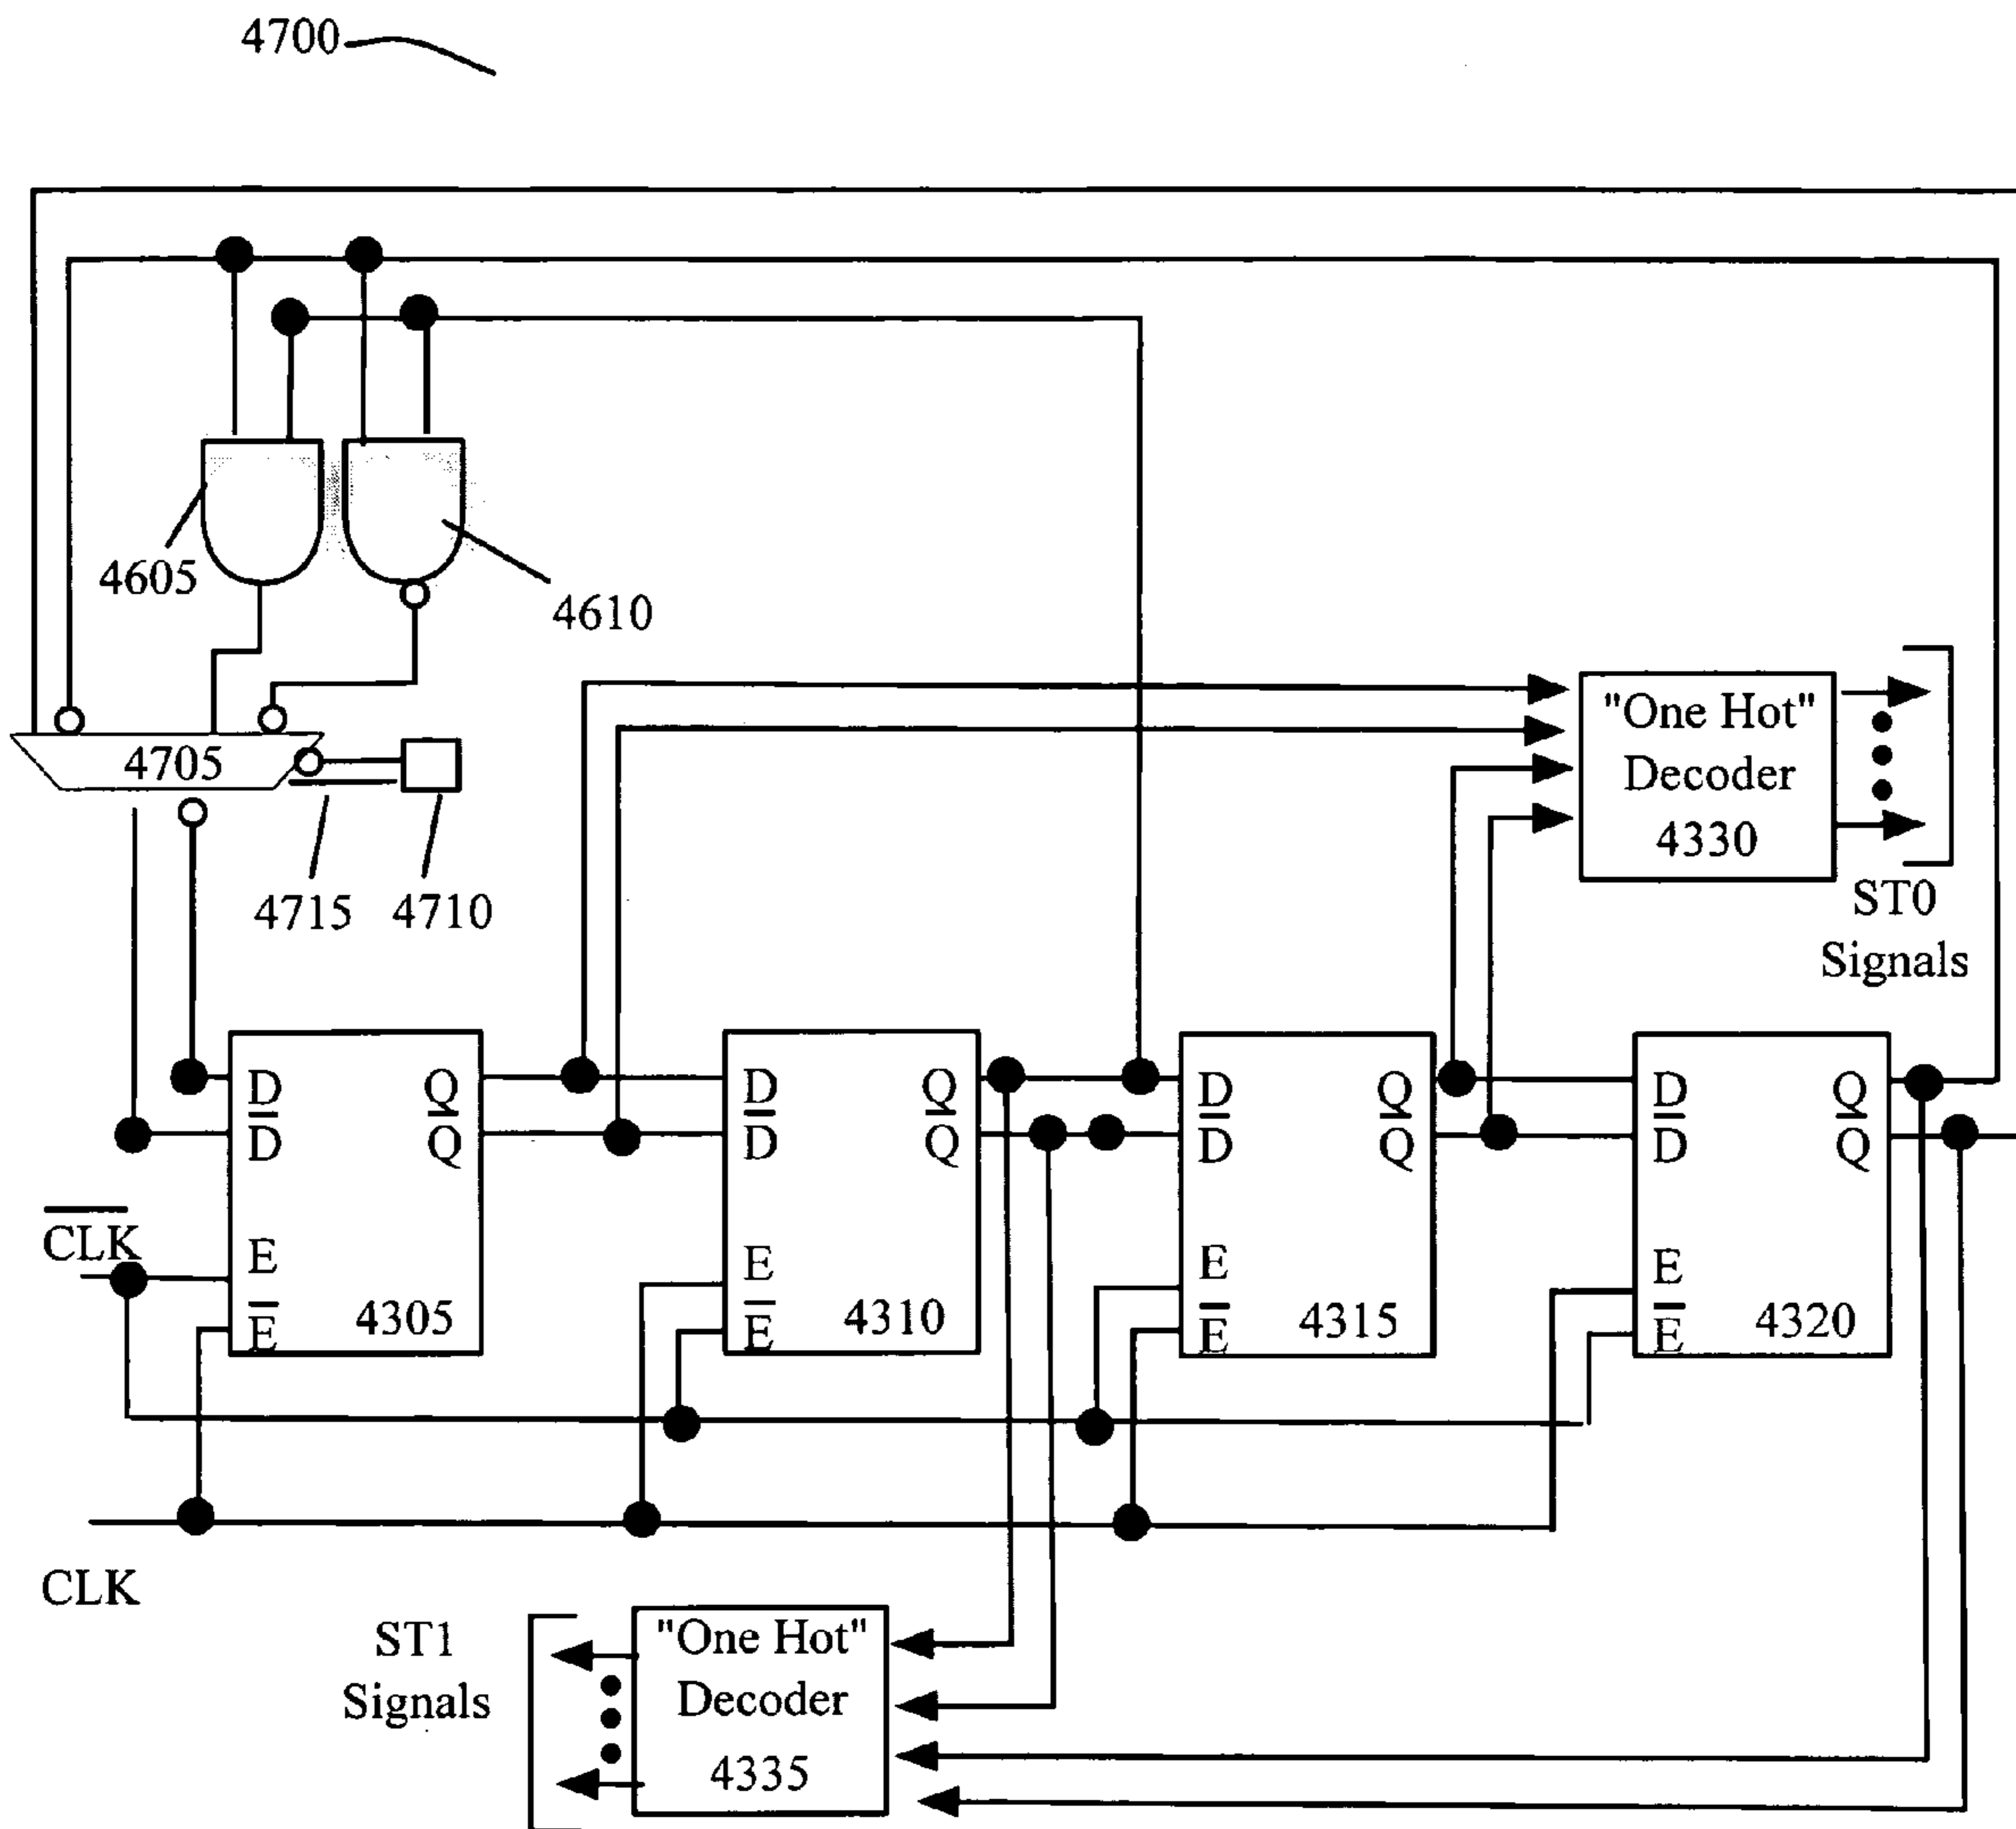 4700
4605
4610
4705
4715
4710
"One Hot"
Decoder
4330
ST0
Signals
D
D̅
E
E̅
Q
Q̅
4305
D
D̅
E
E̅
Q
Q̅
4310
D
D̅
E
E̅
Q
Q̅
4315
D
D̅
E
E̅
Q
Q̅
4320
C̅L̅K̅
CLK
ST1
Signals
"One Hot"
Decoder
4335